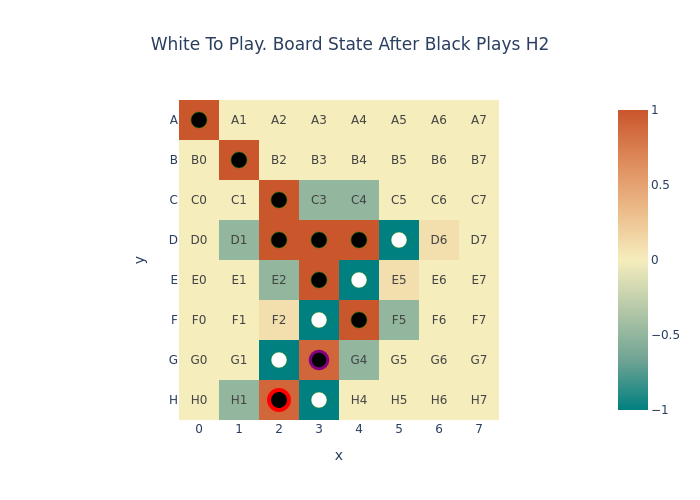 White To Play. Board State After Black Plays H2
A A1 A2 A3 A4 A5 A6 A7 1
B B0 B2 B3 B4 B5 B6 B7
C C0 C1 C3 C4 C5 C6 C7 0.5
D D0 D1 D6 D7
y E E0 E1 E2 E5 E6 E7 0
F F0 F1 F2 F5 F6 F7 −0.5
G G0 G1 G4 G5 G6 G7
H H0 H1 H4 H5 H6 H7 −1
0 1 2 3 4 5 6 7
x